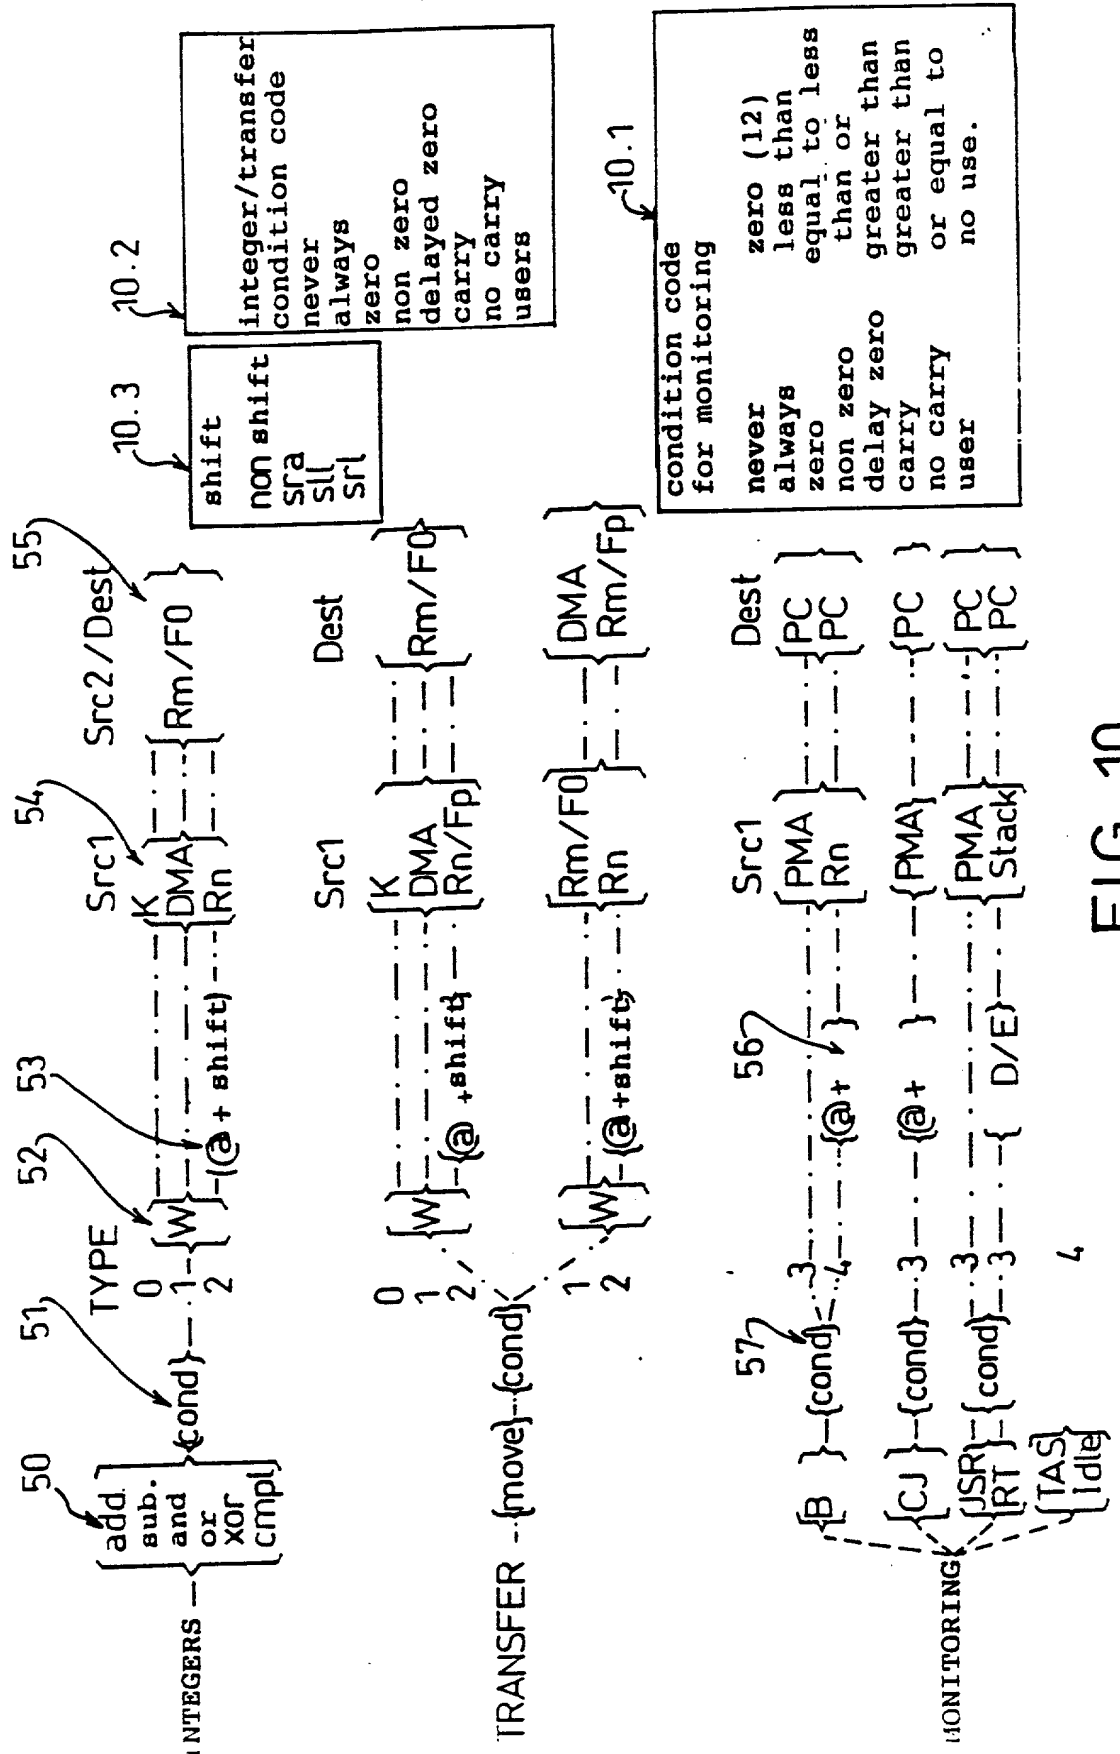 50
51
52
53
54
55
INTEGERS
add
sub.
and
or
xor
cmpl
{cond}
TYPE
0
1
2
{W}
{(@ + shift)
Src1
K
DMA
Rn
Src2/Dest
{Rm/F0}
TRANSFER
{move}
{cond}
0
1
2
{W}
{@ +shift}
Src1
K
DMA
Rn/Fp
Dest
{Rm/F0}
1
2
{W}
{@+shift}
Rm/F0
Rn
DMA
Rm/Fp
MONITORING
57
56
Src1
Dest
{B }
{cond}
3
4
{@+ }
PMA
Rn
PC
PC
{CJ }
{cond}
3
{@+ }
{PMA}
{PC }
JSR
RT
{cond}
3
3
{ D/E}
PMA
Stack
PC
PC
TAS
Idle
4
10.3
shift
non shift
sra
sll
srl
10.2
integer/transfer
condition code
never
always
zero
non zero
delayed zero
carry
no carry
users
10.1
condition code
for monitoring
never
always
zero
non zero
delay zero
carry
no carry
user
zero (12)
less than
equal to less
than or
greater than
greater than
or equal to
no use.
FIG 10